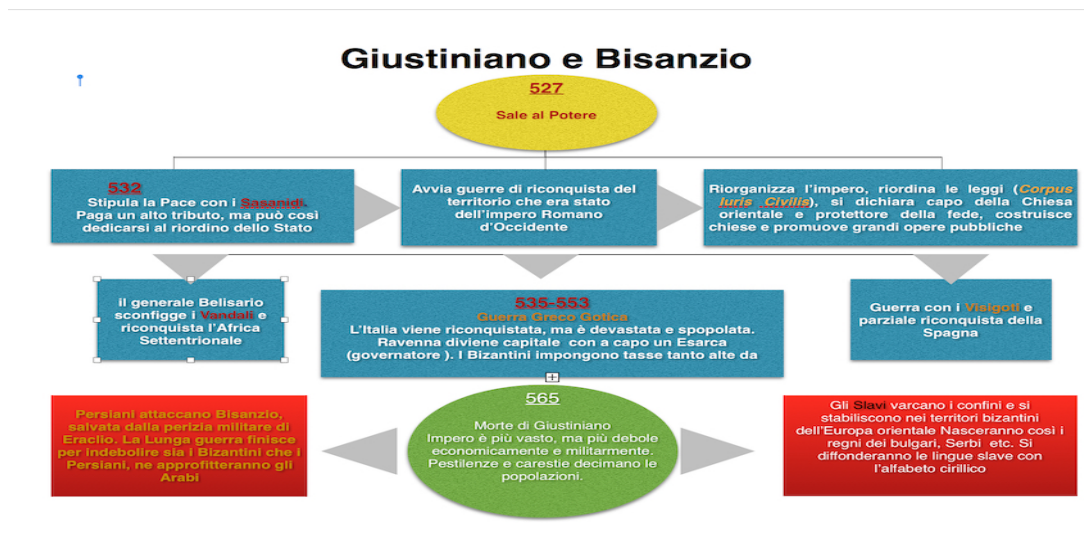 Giustiniano e Bisanzio
527
Sale al Potere
532
Stipula la Pace con i Sasanidi.
Paga un alto tributo, ma può così
dedicarsi al riordino dello Stato
Avvia guerre di riconquista del
territorio che era stato
dell'impero Romano
d'Occidente
Riorganizza l'impero, riordina le leggi (Corpus
Iuris Civilis), si dichiara capo della Chiesa
orientale e protettore della fede, costruisce
chiese e promuove grandi opere pubbliche
il generale Belisario
sconfigge i Vandali e
riconquista l'Africa
Settentrionale
535-553
Guerra Greco Gotica
L'Italia viene riconquistata, ma è devastata e spopolata.
Ravenna diviene capitale con a capo un Esarca
(governatore ). I Bizantini impongono tasse tanto alte da
Guerra con i Visigoti e
parziale riconquista della
Spagna
Persiani attaccano Bisanzio,
salvata dalla perizia militare di
Eraclio. La Lunga guerra finisce
per indebolire sia i Bizantini che i
Persiani, ne approfitteranno gli
Arabi
565
Morte di Giustiniano
Impero è più vasto, ma più debole
economicamente e militarmente.
Pestilenze e carestie decimano le
popolazioni.
Gli Slavi varcano i confini e si
stabiliscono nei territori bizantini
dell'Europa orientale Nasceranno così i
regni dei bulgari, Serbi etc. Si
diffonderanno le lingue slave con
l'alfabeto cirillico